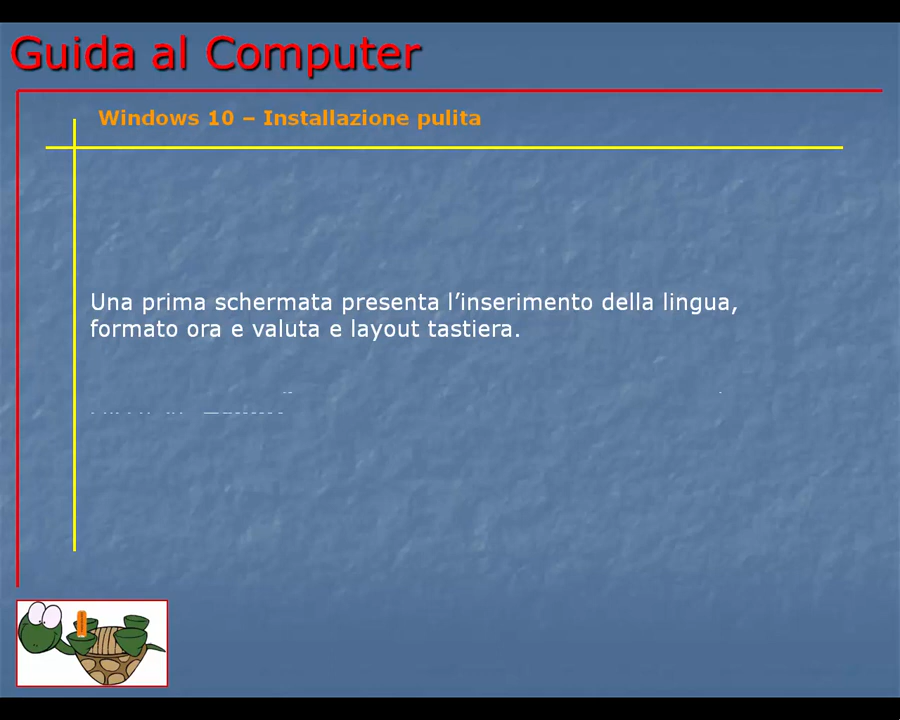 Guida al Computer
Windows 10 – Installazione pulita
Una prima schermata presenta l’inserimento della lingua,
formato ora e valuta e layout tastiera.